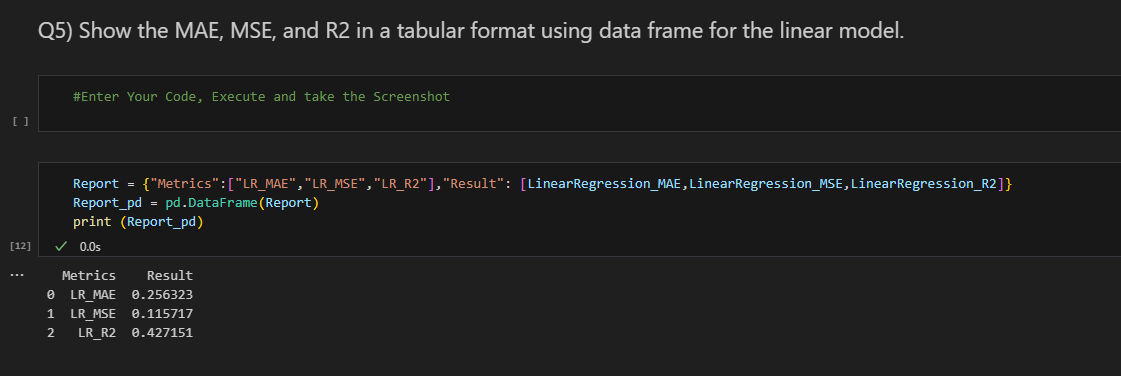 Q5) Show the MAE, MSE, and R2 in a tabular format using data frame for the linear model.
#Enter Your Code, Execute and take the Screenshot
[ ]
Report = {"Metrics":["LR_MAE","LR_MSE","LR_R2"],"Result": [LinearRegression_MAE,LinearRegression_MSE,LinearRegression_R2]}
Report_pd = pd.DataFrame(Report)
print (Report_pd)
[12] ✓ 0.0s
... Metrics Result
0 LR_MAE 0.256323
1 LR_MSE 0.115717
2 LR_R2 0.427151